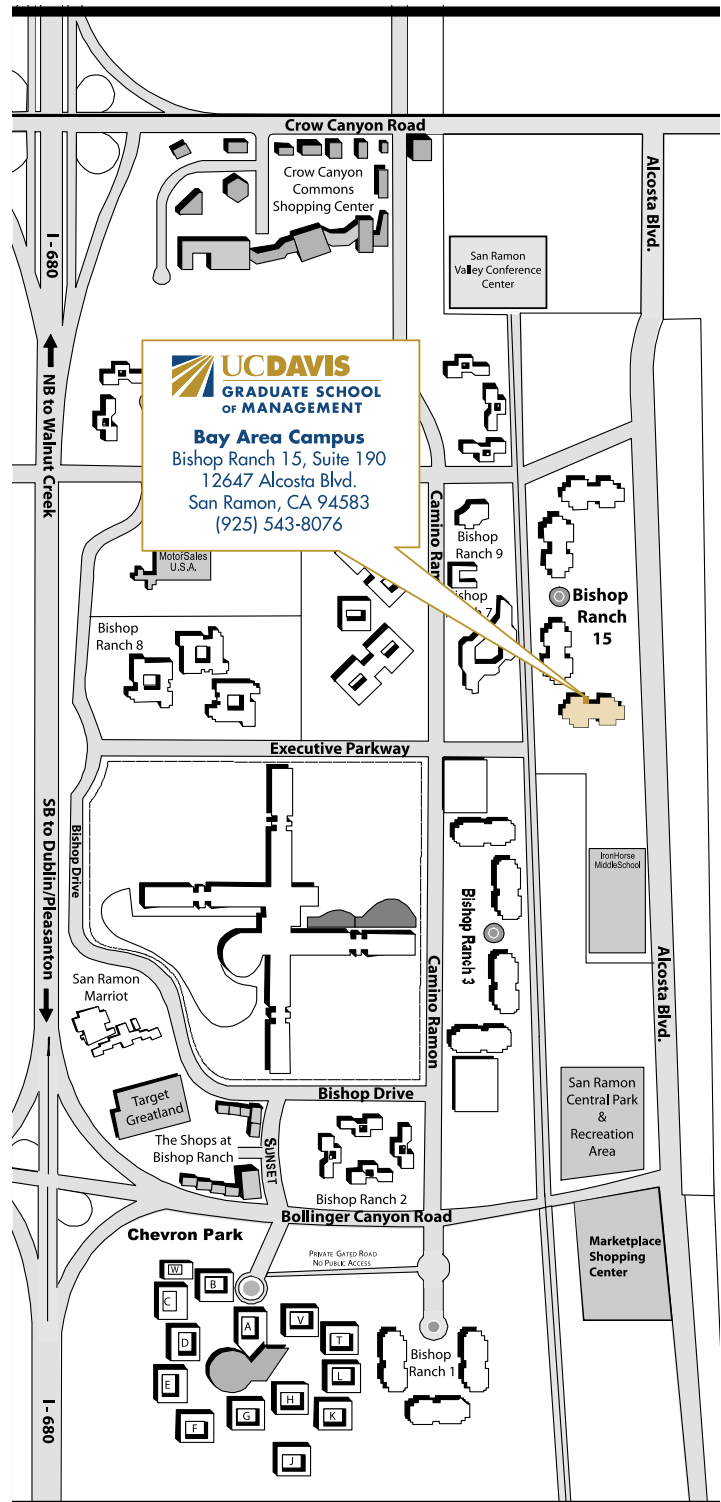 Crow Canyon Road
Crow Canyon
Commons
Shopping Center
Alcosta Blvd.
I - 680
San Ramon
Valley Conference
Center
NB to Walnut Creek
UCDAVIS
GRADUATE SCHOOL
OF MANAGEMENT
Bay Area Campus
Bishop Ranch 15, Suite 190
12647 Alcosta Blvd.
San Ramon, CA 94583
(925) 543-8076
Camino Ram
Bishop
Ranch 9
MotorSales
U.S.A.
Bishop
Ranch
15
Bishop
Ranch 8
Executive Parkway
SB to Dublin/Pleasanton
Bishop Drive
IronHorse
MiddleSchool
Bishop Ranch 3
San Ramon
Marriot
Camino Ramon
Alcosta Blvd.
Target
Greatland
Bishop Drive
San Ramon
Central Park
&
Recreation
Area
The Shops at
Bishop Ranch
SUNSET
Bishop Ranch 2
Bollinger Canyon Road
Chevron Park
PRIVATE GATED ROAD
NO PUBLIC ACCESS
Marketplace
Shopping
Center
W
B
C
A
V
D
T
E
L
H
G
K
F
J
Bishop
Ranch 1
I - 680